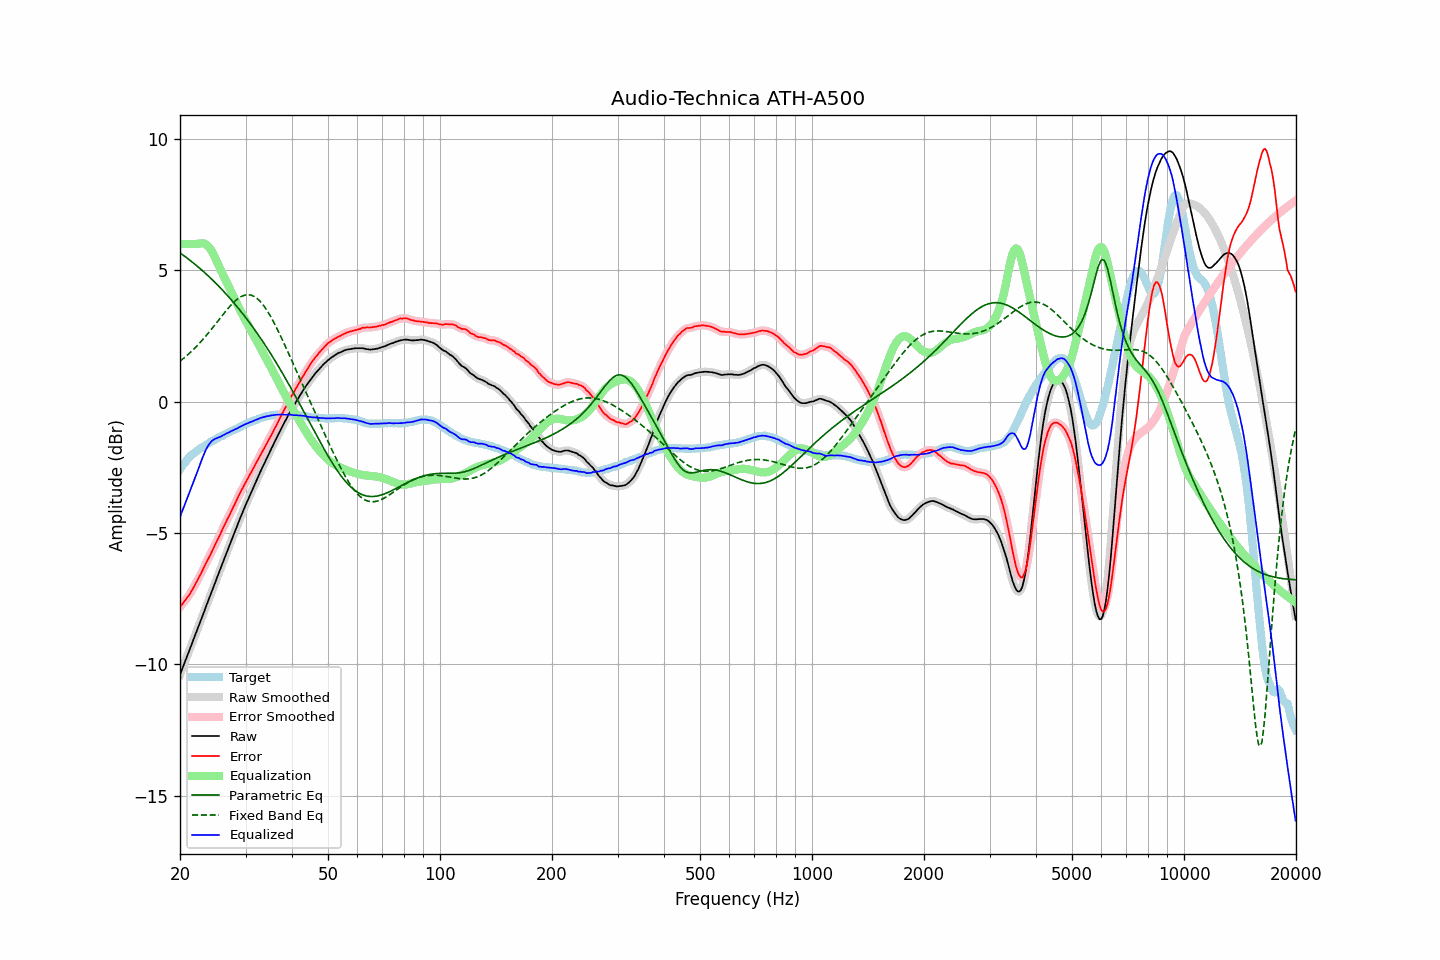 Audio-Technica ATH-A500
Amplitude (dBr)
10
5
0
−5
−10
−15
Target
Raw Smoothed
Error Smoothed
Raw
Error
Equalization
Parametric Eq
Fixed Band Eq
Equalized
20 50 100 200 500 1000 2000 5000 10000 20000
Frequency (Hz)